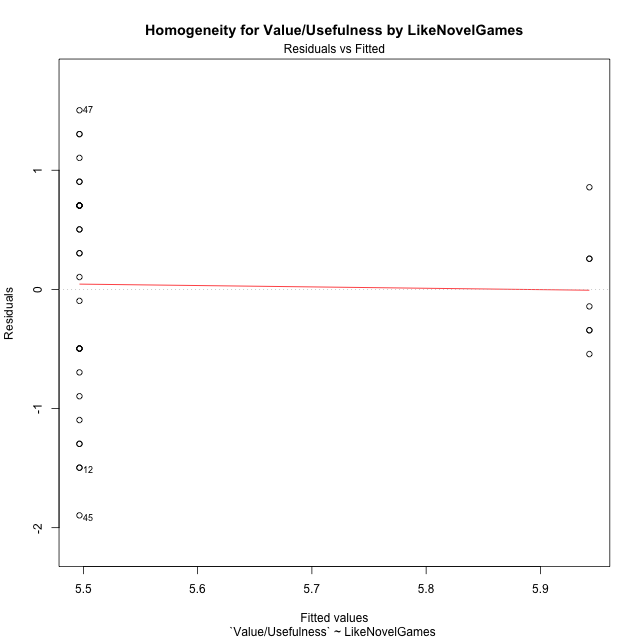 Homogeneity for Value/Usefulness by LikeNovelGames
Residuals vs Fitted
47
1
0
Residuals
-1
12
45
-2
5.5 5.6 5.7 5.8 5.9
Fitted values
`Value/Usefulness` ~ LikeNovelGames